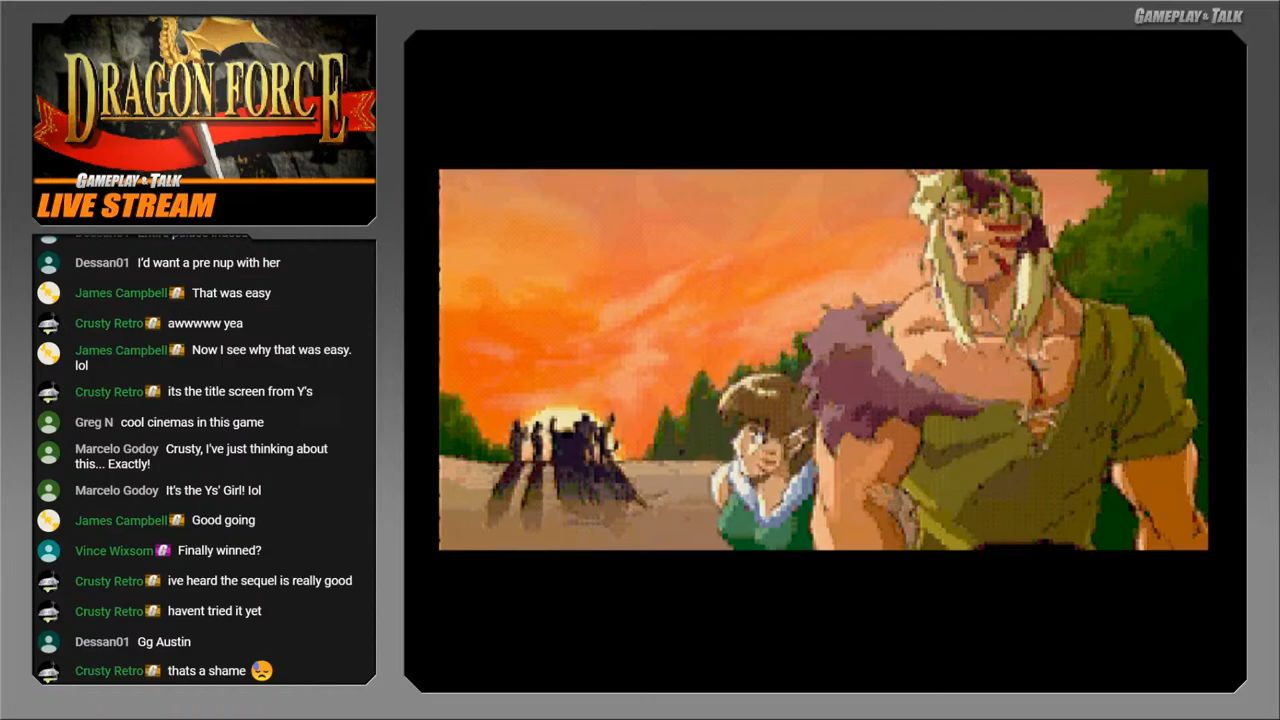 GAMEPLAY & TALK
DRAGON FORCE
GAMEPLAY & TALK
LIVE STREAM
Dessan01 I'd want a pre nup with her
James Campbell That was easy
Crusty Retro awwwww yea
James Campbell Now I see why that was easy.
lol
Crusty Retro its the title screen from Y's
Greg N cool cinemas in this game
Marcelo Godoy Crusty, I've just thinking about
this... Exactly!
Marcelo Godoy It's the Ys' Girl! lol
James Campbell Good going
Vince Wixsom Finally winned?
Crusty Retro ive heard the sequel is really good
Crusty Retro havent tried it yet
Dessan01 Gg Austin
Crusty Retro thats a shame